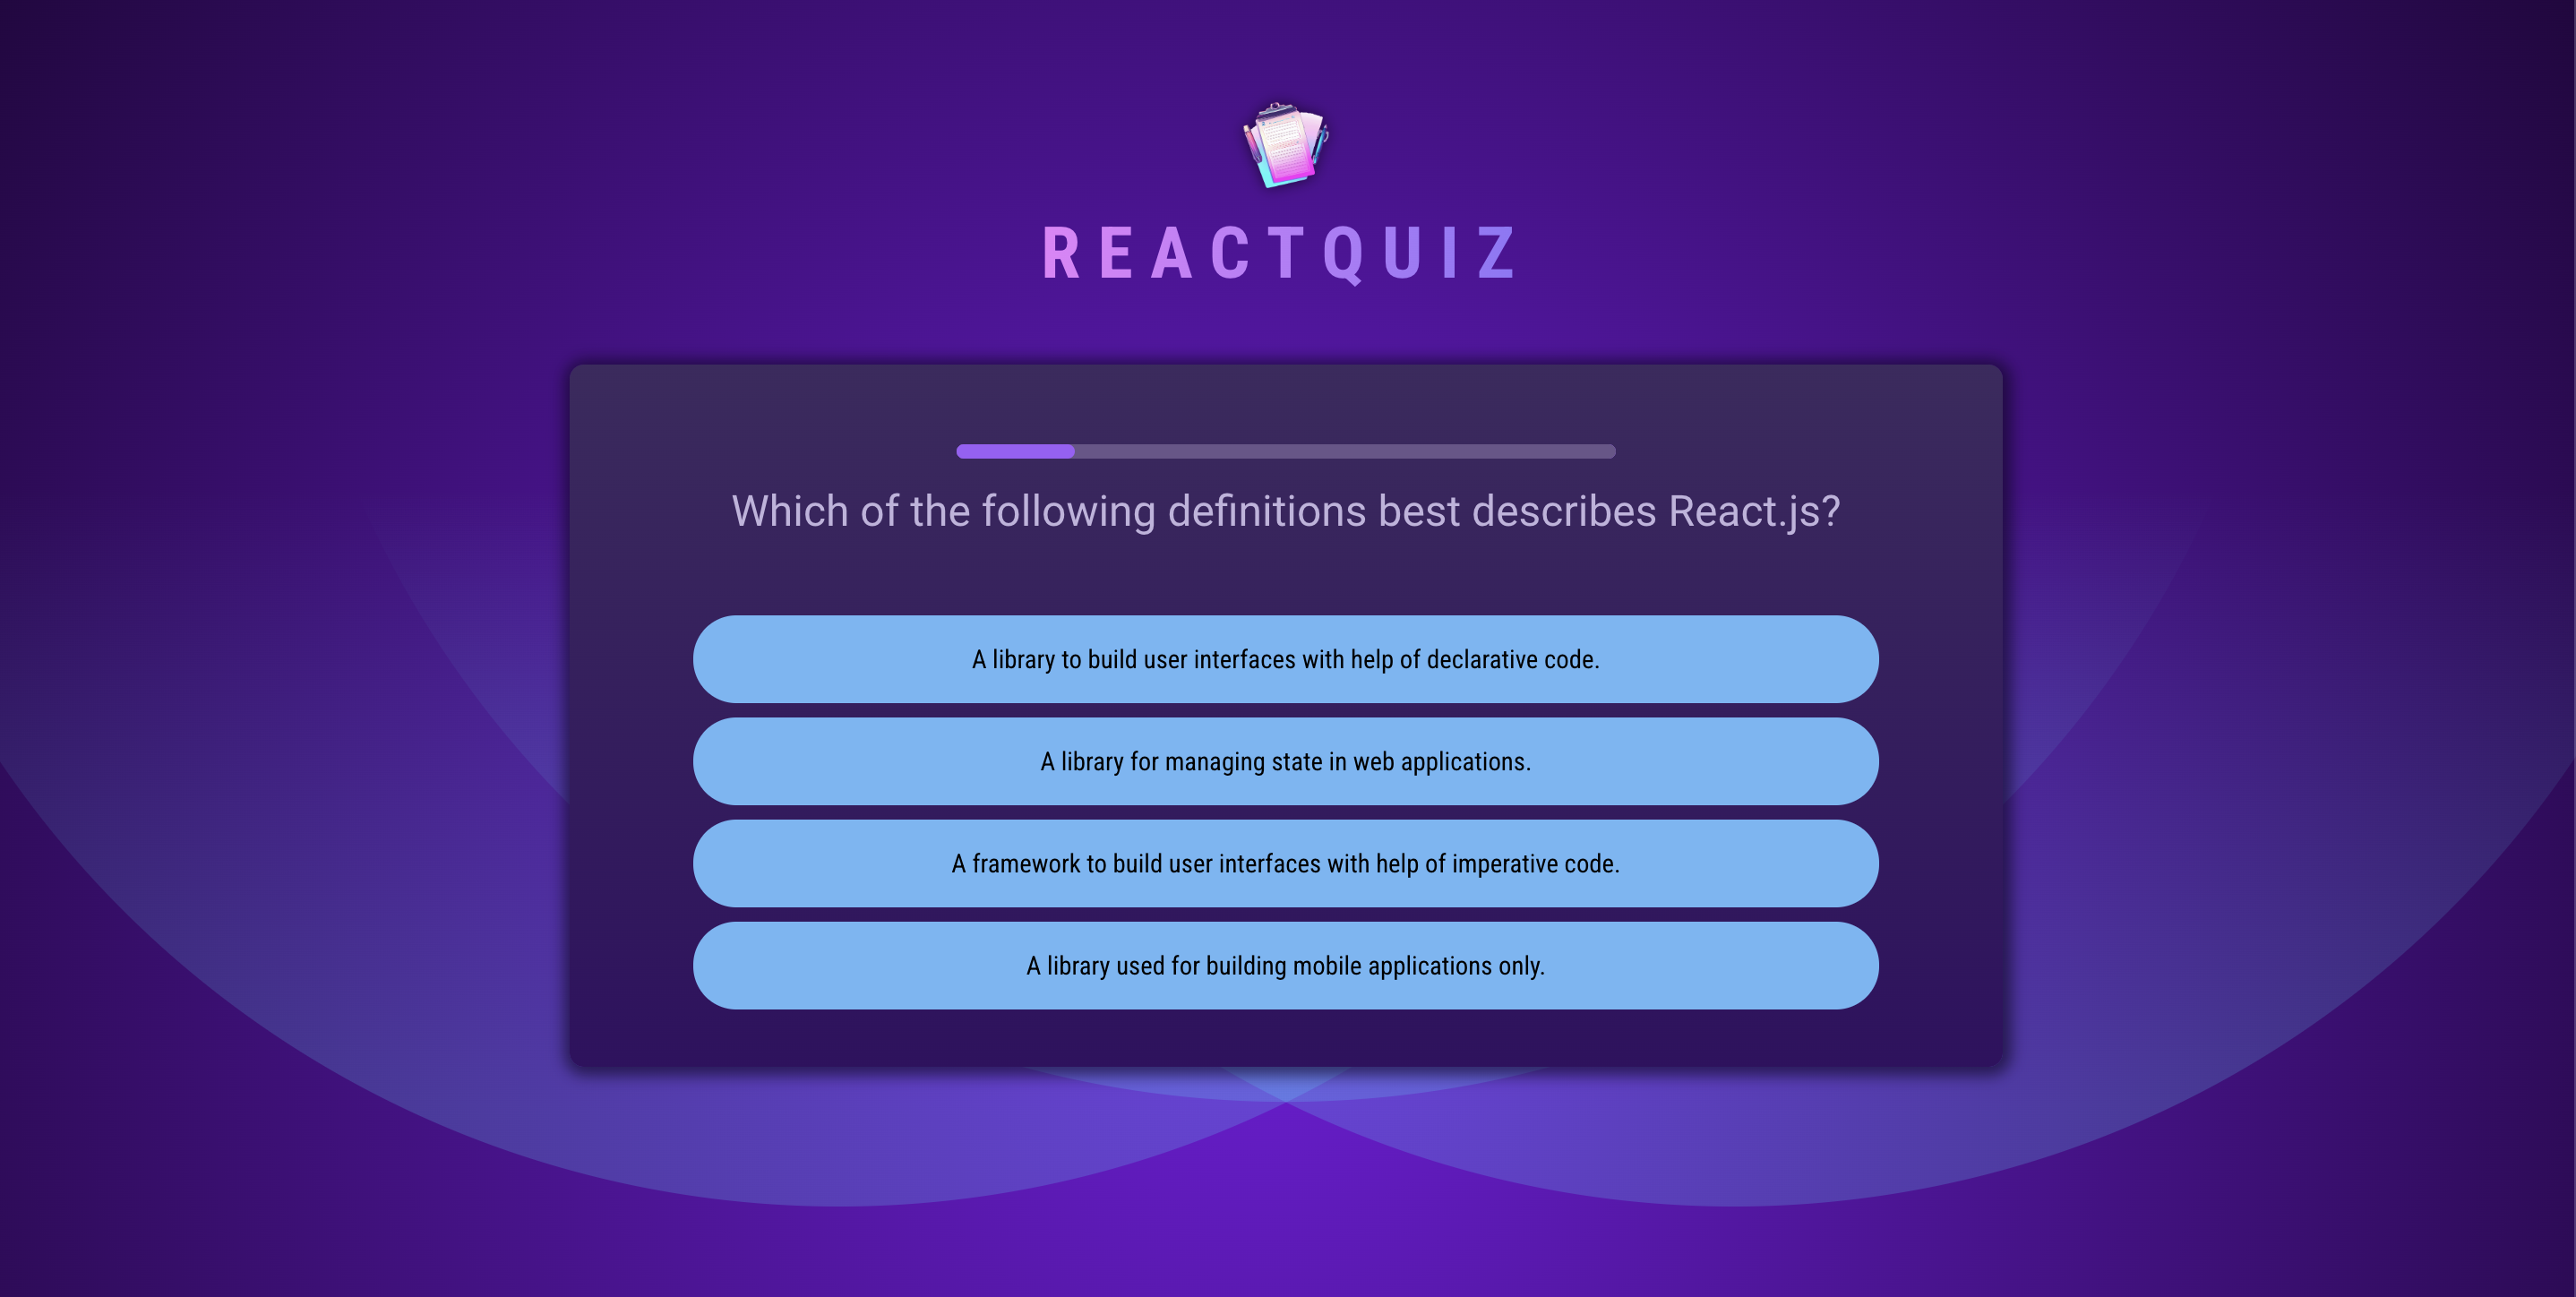 REACTQUIZ
Which of the following definitions best describes React.js?
A library to build user interfaces with help of declarative code.
A library for managing state in web applications.
A framework to build user interfaces with help of imperative code.
A library used for building mobile applications only.